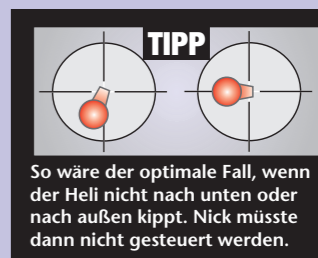 TIPP
So wäre der optimale Fall, wenn
der Heli nicht nach unten oder
nach außen kippt. Nick müsste
dann nicht gesteuert werden.